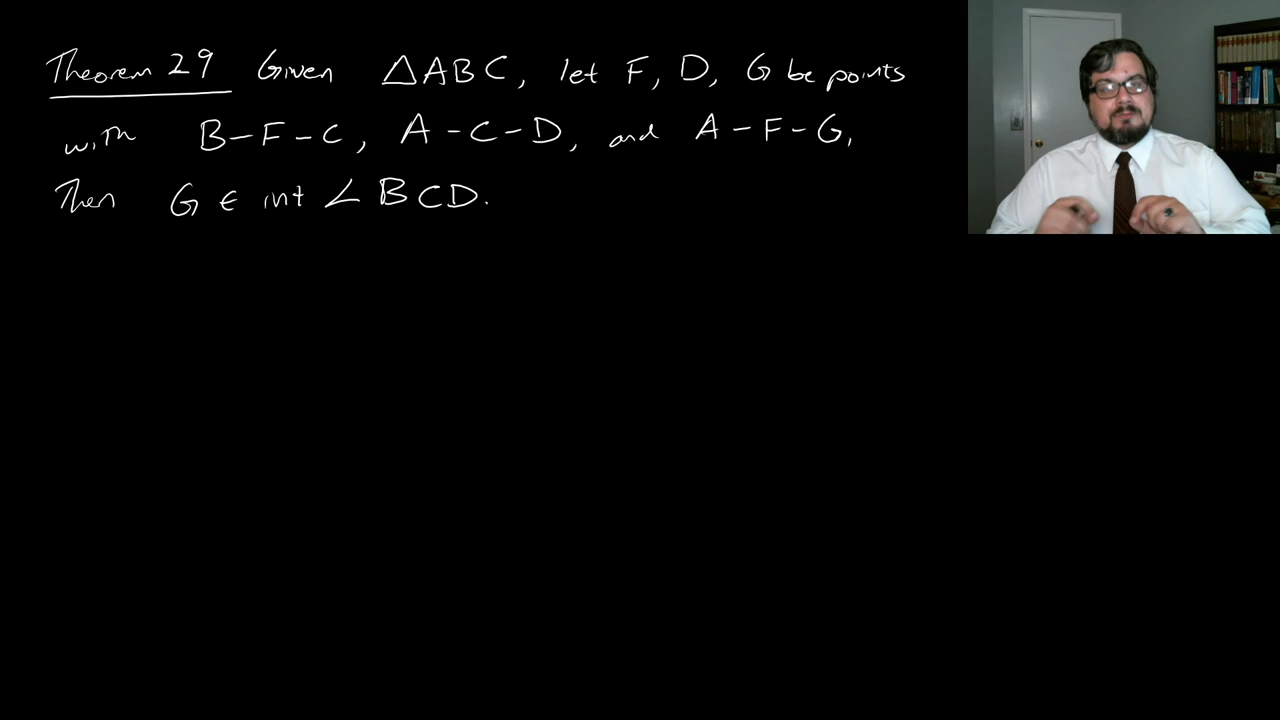 Theorem 29 Given △ABC, let F, D, G be points
with B-F-C, A-C-D, and A-F-G,
Then G ∈ int ∠BCD.